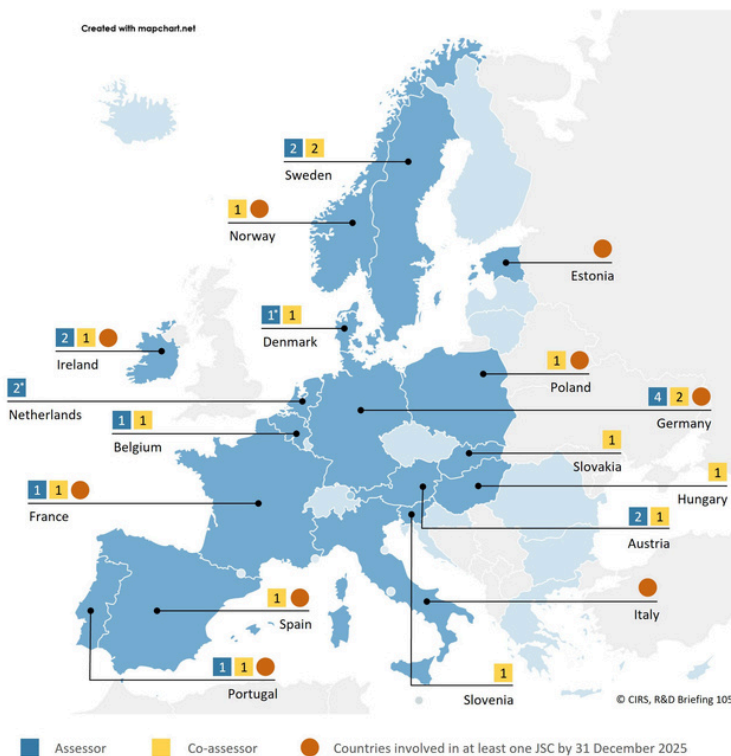 Created with mapchart.net
2 2
Sweden
1
Norway
Estonia
1* 1
Denmark
2 1
Ireland
1
Poland
2*
Netherlands
4 2
Germany
1 1
Belgium
1
Slovakia
1
Hungary
1 1
France
2 1
Austria
1
Spain
Italy
1 1
Portugal
1
Slovenia
© CIRS, R&D Briefing 105
Assessor Co-assessor Countries involved in at least one JSC by 31 December 2025